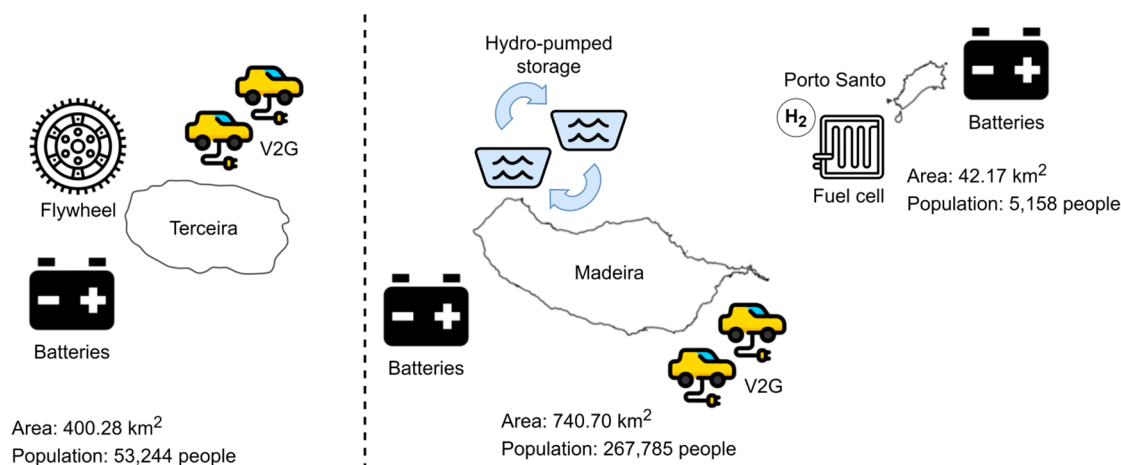 Flywheel
V2G
Terceira
Batteries
Area: 400.28 km²
Population: 53,244 people
Hydro-pumped
storage
Madeira
Batteries
V2G
Area: 740.70 km²
Population: 267,785 people
Porto Santo
H₂
Fuel cell
Batteries
Area: 42.17 km²
Population: 5,158 people